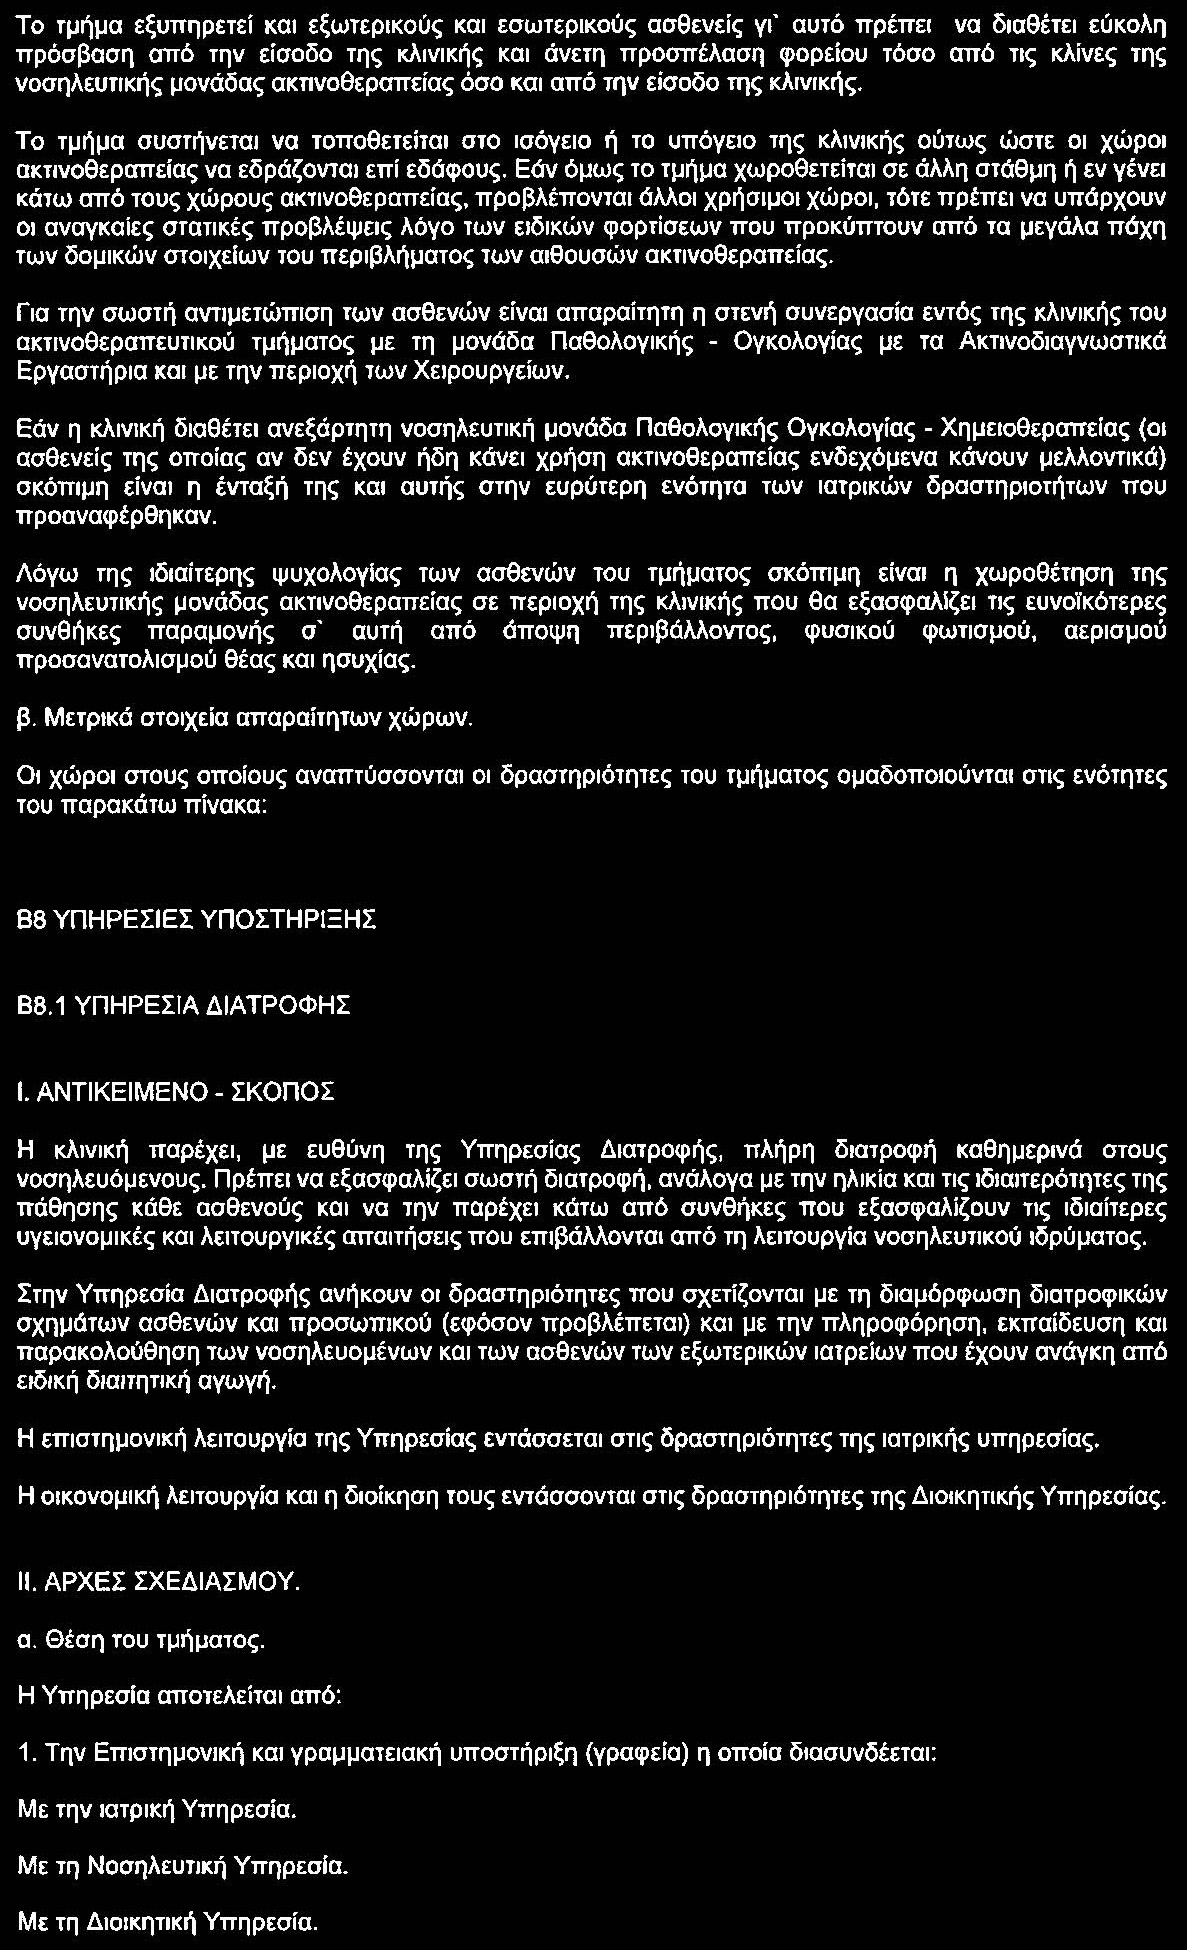 Το τμήμα εξυπηρετεί και εξωτερικούς και εσωτερικούς ασθενείς γι' αυτό πρέπει να διαθέτει εύκολη
πρόσβαση από την είσοδο της κλινικής και άνετη προσπέλαση φορείου τόσο από τις κλίνες της
νοσηλευτικής μονάδας ακτινοθεραπείας όσο και από την είσοδο της κλινικής.
Το τμήμα συστήνεται να τοποθετείται στο ισόγειο ή το υπόγειο της κλινικής ούτως ώστε οι χώροι
ακτινοθεραπείας να εδράζονται επί εδάφους. Εάν όμως το τμήμα χωροθετείται σε άλλη στάθμη ή εν γένει
κάτω από τους χώρους ακτινοθεραπείας, προβλέπονται άλλοι χρήσιμοι χώροι, τότε πρέπει να υπάρχουν
οι αναγκαίες στατικές προβλέψεις λόγο των ειδικών φορτίσεων που προκύπτουν από τα μεγάλα πάχη
των δομικών στοιχείων του περιβλήματος των αιθουσών ακτινοθεραπείας.
Για την σωστή αντιμετώπιση των ασθενών είναι απαραίτητη η στενή συνεργασία εντός της κλινικής του
ακτινοθεραπευτικού τμήματος με τη μονάδα Παθολογικής - Ογκολογίας με τα Ακτινοδιαγνωστικά
Εργαστήρια και με την περιοχή των Χειρουργείων.
Εάν η κλινική διαθέτει ανεξάρτητη νοσηλευτική μονάδα Παθολογικής Ογκολογίας - Χημειοθεραπείας (οι
ασθενείς της οποίας αν δεν έχουν ήδη κάνει χρήση ακτινοθεραπείας ενδεχόμενα κάνουν μελλοντικά)
σκόπιμη είναι η ένταξή της και αυτής στην ευρύτερη ενότητα των ιατρικών δραστηριοτήτων που
προαναφέρθηκαν.
Λόγω της ιδιαίτερης ψυχολογίας των ασθενών του τμήματος σκόπιμη είναι η χωροθέτηση της
νοσηλευτικής μονάδας ακτινοθεραπείας σε περιοχή της κλινικής που θα εξασφαλίζει τις ευνοϊκότερες
συνθήκες παραμονής σ' αυτή από άποψη περιβάλλοντος, φυσικού φωτισμού, αερισμού
προσανατολισμού θέας και ησυχίας.
β. Μετρικά στοιχεία απαραίτητων χώρων.
Οι χώροι στους οποίους αναπτύσσονται οι δραστηριότητες του τμήματος ομαδοποιούνται στις ενότητες
του παρακάτω πίνακα:
Β8 ΥΠΗΡΕΣΙΕΣ ΥΠΟΣΤΗΡΙΞΗΣ
Β8.1 ΥΠΗΡΕΣΙΑ ΔΙΑΤΡΟΦΗΣ
Ι. ΑΝΤΙΚΕΙΜΕΝΟ - ΣΚΟΠΟΣ
Η κλινική παρέχει, με ευθύνη της Υπηρεσίας Διατροφής, πλήρη διατροφή καθημερινά στους
νοσηλευόμενους. Πρέπει να εξασφαλίζει σωστή διατροφή, ανάλογα με την ηλικία και τις ιδιαιτερότητες της
πάθησης κάθε ασθενούς και να την παρέχει κάτω από συνθήκες που εξασφαλίζουν τις ιδιαίτερες
υγειονομικές και λειτουργικές απαιτήσεις που επιβάλλονται από τη λειτουργία νοσηλευτικού ιδρύματος.
Στην Υπηρεσία Διατροφής ανήκουν οι δραστηριότητες που σχετίζονται με τη διαμόρφωση διατροφικών
σχημάτων ασθενών και προσωπικού (εφόσον προβλέπεται) και με την πληροφόρηση, εκπαίδευση και
παρακολούθηση των νοσηλευομένων και των ασθενών των εξωτερικών ιατρείων που έχουν ανάγκη από
ειδική διαιτητική αγωγή.
Η επιστημονική λειτουργία της Υπηρεσίας εντάσσεται στις δραστηριότητες της ιατρικής υπηρεσίας.
Η οικονομική λειτουργία και η διοίκηση τους εντάσσονται στις δραστηριότητες της Διοικητικής Υπηρεσίας.
ΙΙ. ΑΡΧΕΣ ΣΧΕΔΙΑΣΜΟΥ.
α. Θέση του τμήματος.
Η Υπηρεσία αποτελείται από:
1. Την Επιστημονική και γραμματειακή υποστήριξη (γραφεία) η οποία διασυνδέεται:
Με την ιατρική Υπηρεσία.
Με τη Νοσηλευτική Υπηρεσία.
Με τη Διοικητική Υπηρεσία.